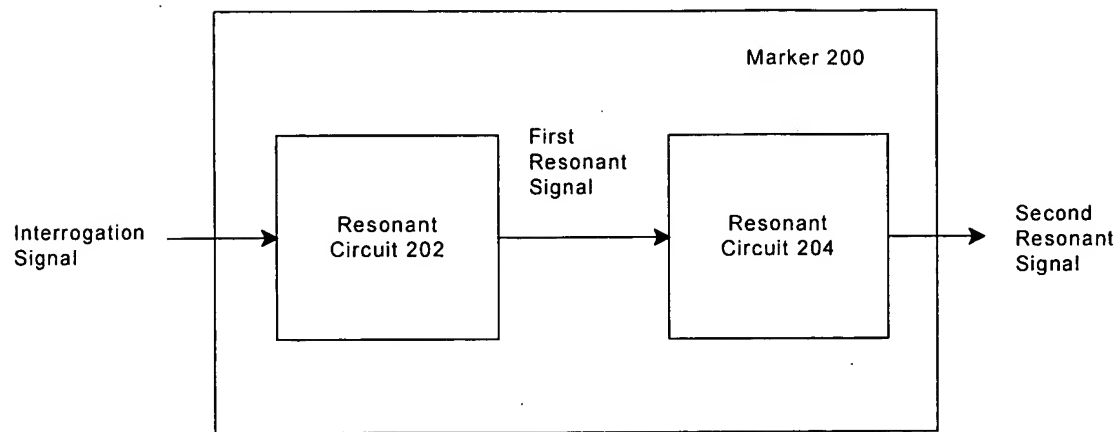 Marker 200
First
Resonant
Signal
Interrogation
Signal
Resonant
Circuit 202
Resonant
Circuit 204
Second
Resonant
Signal